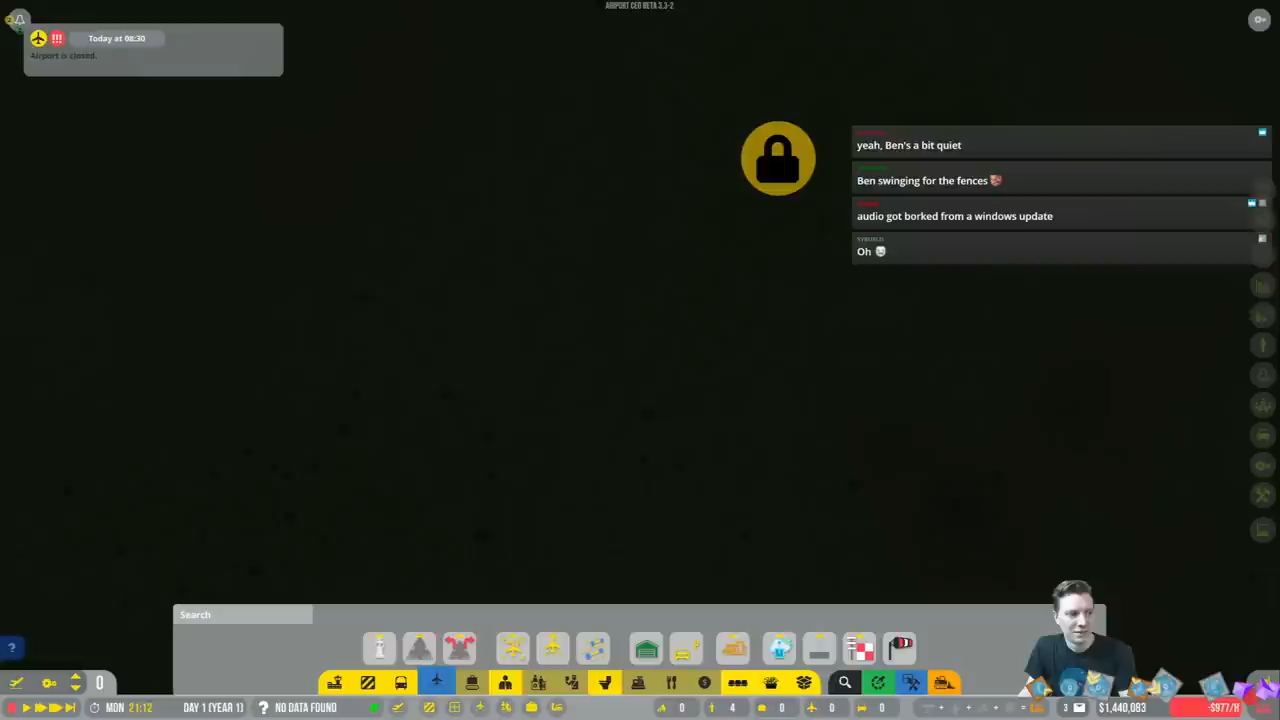 AIRPORT CEO BETA 3.3-2
!!! Today at 08:30
Airport is closed.
yeah, Ben's a bit quiet
Ben swinging for the fences
audio got borked from a windows update
Oh
Search
?
0
MON 21:12
DAY 1 (YEAR 1)
? NO DATA FOUND
0
4
0
0
0
3
$1,440,083
-$977/H